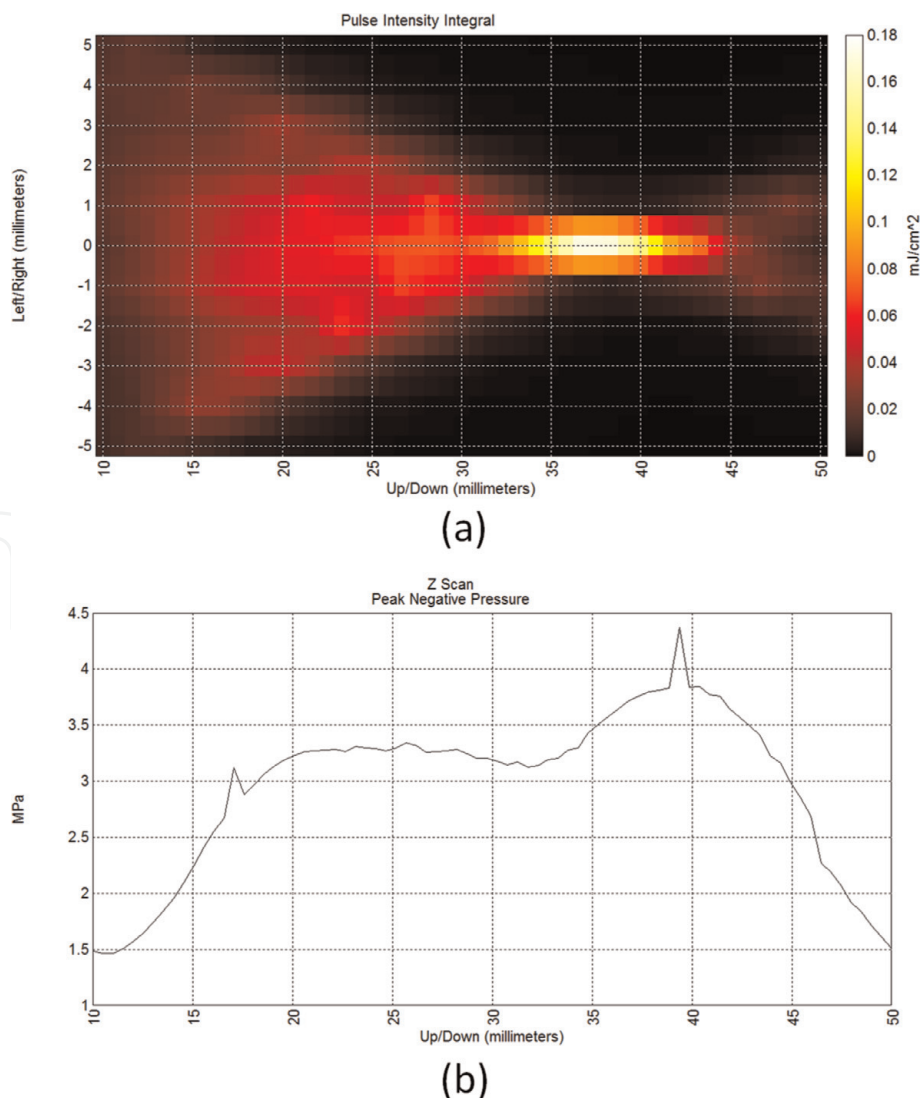 Pulse Intensity Integral
5
4
3
2
1
0
-1
-2
-3
-4
-5
Left/Right (millimeters)
10 15 20 25 30 35 40 45 50
Up/Down (millimeters)
0.18
0.16
0.14
0.12
0.1
0.08
0.06
0.04
0.02
0
mJ/cm^2
(a)
Z Scan
Peak Negative Pressure
4.5
4
3.5
3
2.5
2
1.5
1
MPa
10 15 20 25 30 35 40 45 50
Up/Down (millimeters)
(b)